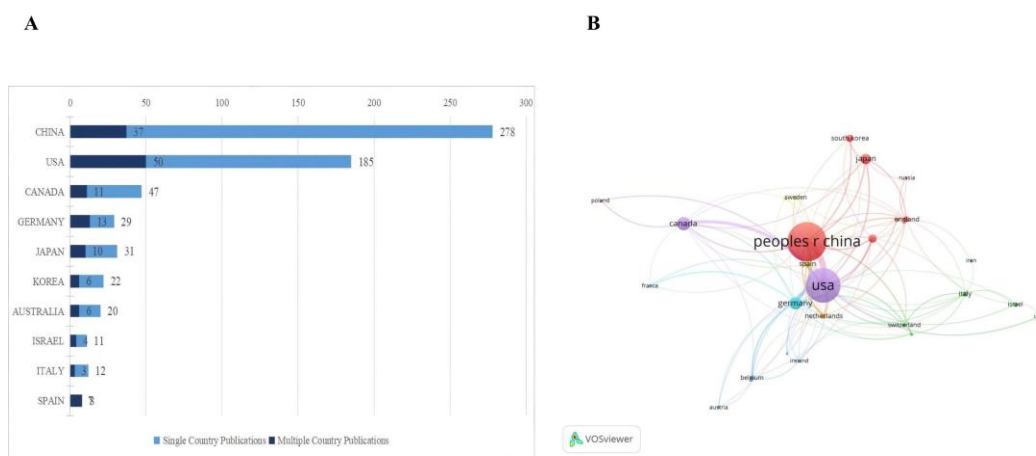 A
B
0 50 100 150 200 250 300
CHINA 37 278
USA 50 185
CANADA 11 47
GERMANY 13 29
JAPAN 10 31
KOREA 6 22
AUSTRALIA 6 20
ISRAEL 4 11
ITALY 3 12
SPAIN 8
Single Country Publications Multiple Country Publications
south korea
japan
russia
poland
sweden
canada
england
peoples r china
spain
iran
france
usa
italy
germany
israel
netherlands
switzerland
ireland
belgium
austria
VOSviewer